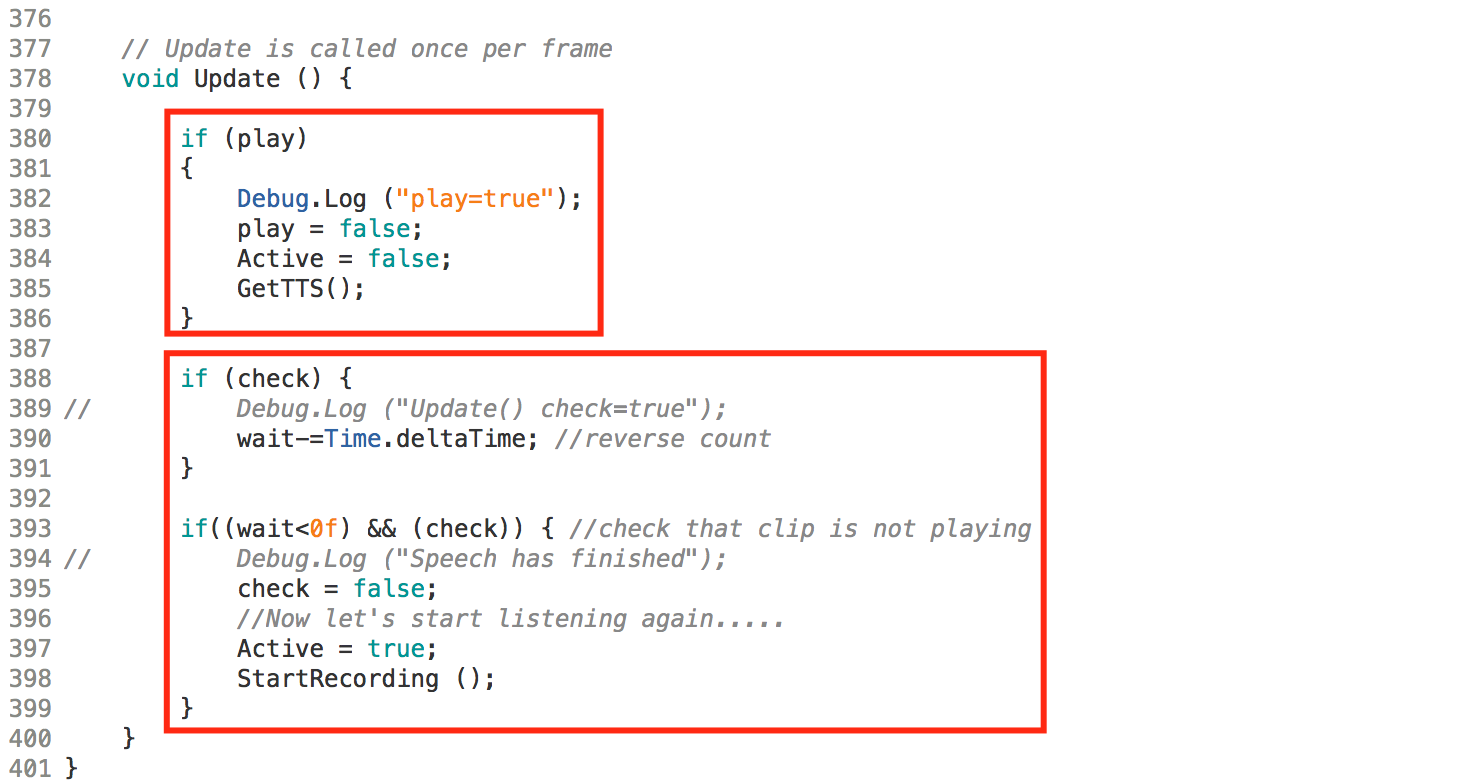 376
377     // Update is called once per frame
378     void Update () {
379
380         if (play)
381         {
382             Debug.Log ("play=true");
383             play = false;
384             Active = false;
385             GetTTS();
386         }
387
388         if (check) {
389 //          Debug.Log ("Update() check=true");
390             wait-=Time.deltaTime; //reverse count
391         }
392
393         if((wait<0f) && (check)) { //check that clip is not playing
394 //          Debug.Log ("Speech has finished");
395             check = false;
396             //Now let's start listening again.....
397             Active = true;
398             StartRecording ();
399         }
400     }
401 }